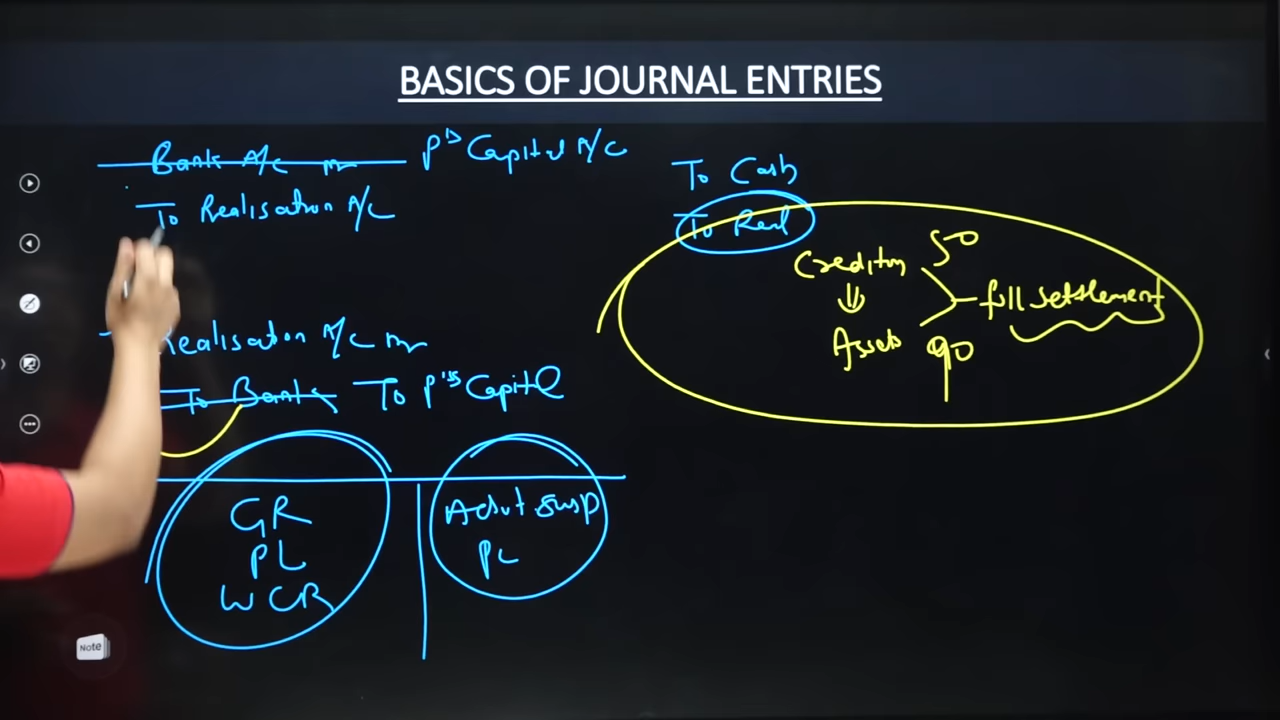 BASICS OF JOURNAL ENTRIES
Bank A/c Dr P's Capital A/C
To Realisation A/C
To Cash
To Real
Creditors 50
Assets 90
full settlement
Realisation A/C Dr
To Bank To P's Capital
GR
PL
WCR
Advt susp
PL
Note